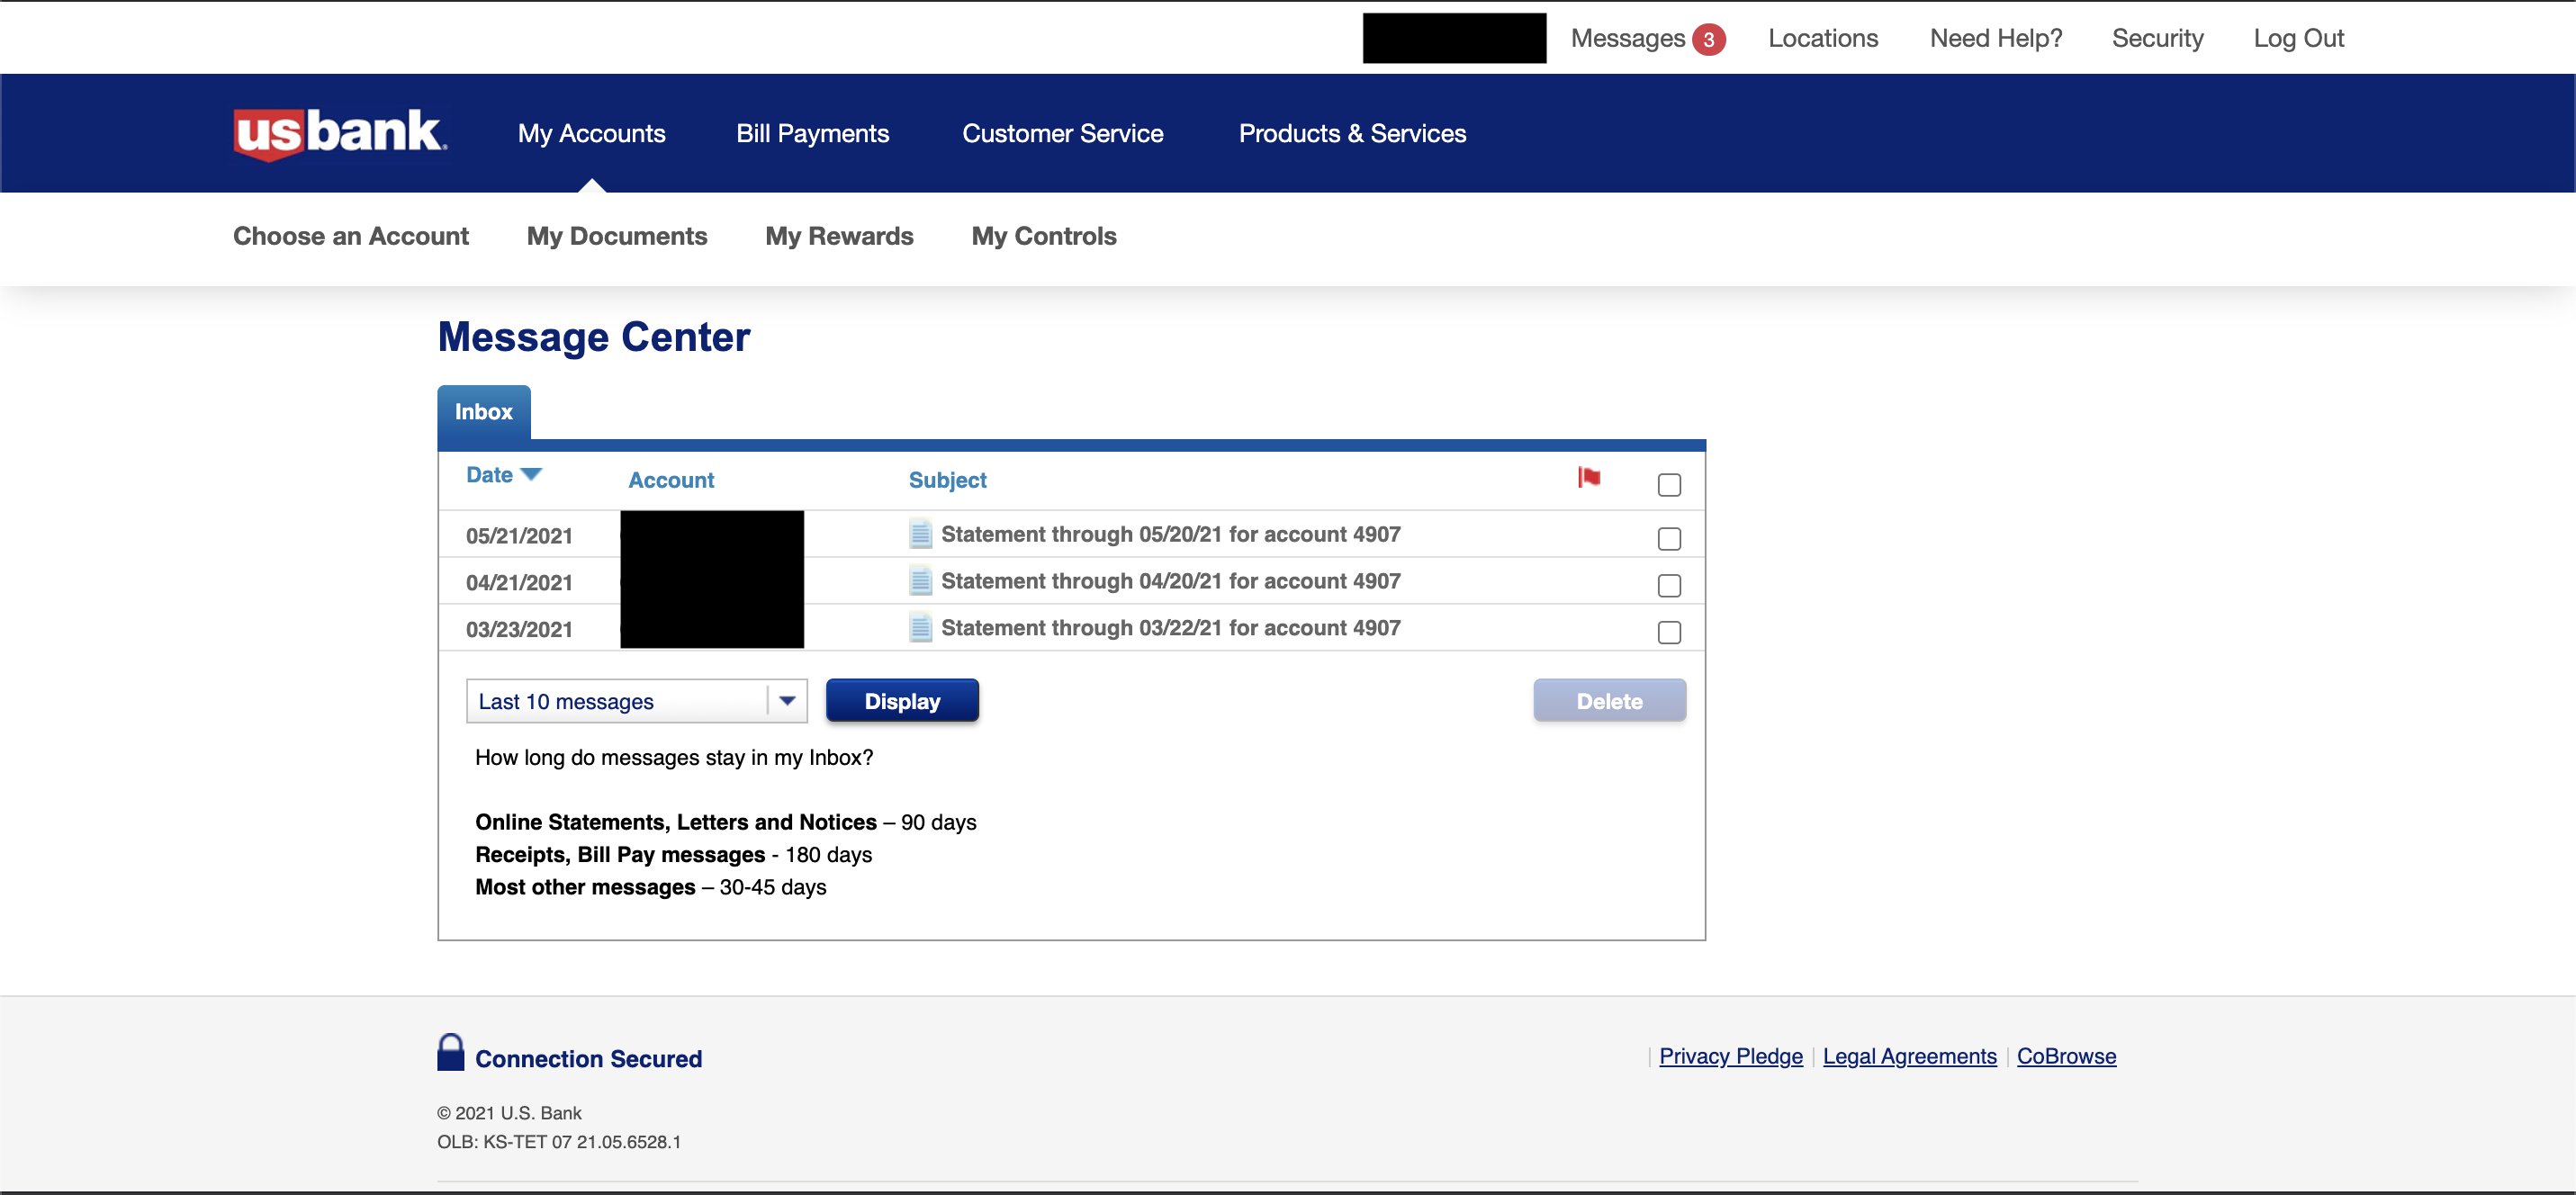 Messages 3 Locations Need Help? Security Log Out
usbank. My Accounts Bill Payments Customer Service Products & Services
Choose an Account My Documents My Rewards My Controls
Message Center
Inbox
Date Account Subject
05/21/2021 Statement through 05/20/21 for account 4907
04/21/2021 Statement through 04/20/21 for account 4907
03/23/2021 Statement through 03/22/21 for account 4907
Last 10 messages Display Delete
How long do messages stay in my Inbox?
Online Statements, Letters and Notices – 90 days
Receipts, Bill Pay messages - 180 days
Most other messages – 30-45 days
Connection Secured Privacy Pledge Legal Agreements CoBrowse
© 2021 U.S. Bank
OLB: KS-TET 07 21.05.6528.1